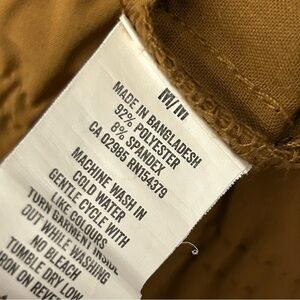 M/M
MADE IN BANGLADESH
92% POLYESTER
8% SPANDEX
CA 02985 RN154379
MACHINE WASH IN
COLD WATER
GENTLE CYCLE WITH
LIKE COLOURS
TURN GARMENT INSIDE
OUT WHILE WASHING
NO BLEACH
TUMBLE DRY LOW
IRON ON REVERSE